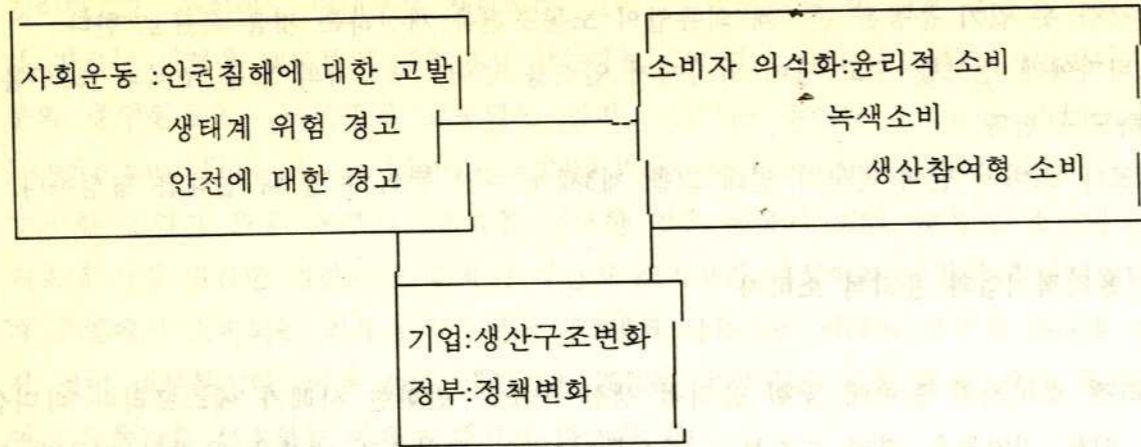 사회운동 :인권침해에 대한 고발
생태계 위험 경고
안전에 대한 경고
소비자 의식화:윤리적 소비
녹색소비
생산참여형 소비
기업:생산구조변화
정부:정책변화